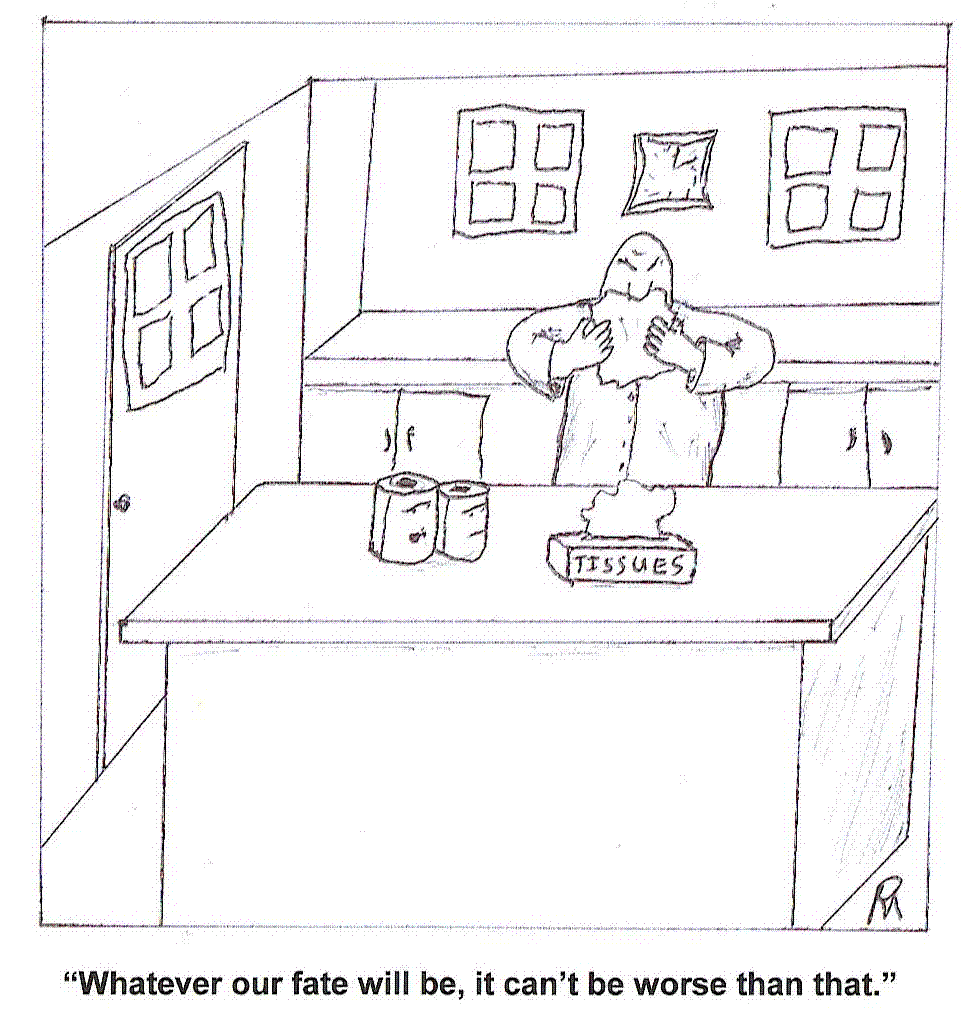 TISSUES
“Whatever our fate will be, it can’t be worse than that.”